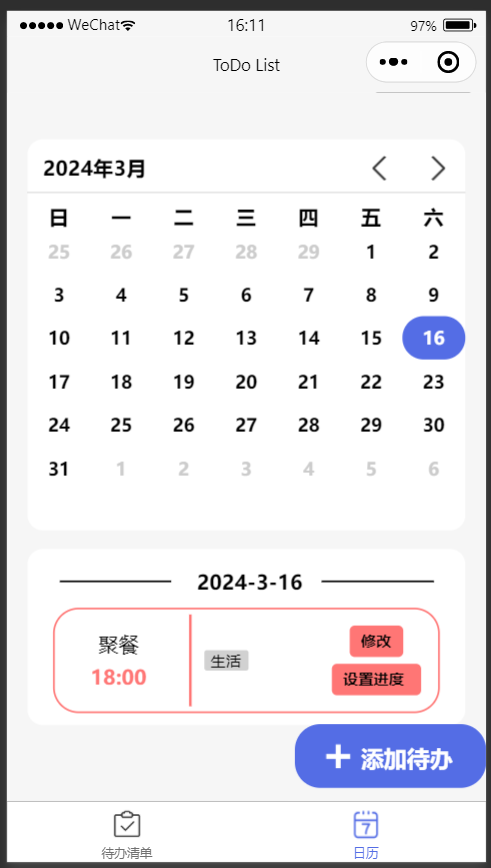 WeChat 16:11 97%
ToDo List
2024年3月
日 一 二 三 四 五 六
25 26 27 28 29 1 2
3 4 5 6 7 8 9
10 11 12 13 14 15 16
17 18 19 20 21 22 23
24 25 26 27 28 29 30
31 1 2 3 4 5 6
2024-3-16
聚餐
18:00
生活
修改
设置进度
添加待办
待办清单 7 日历